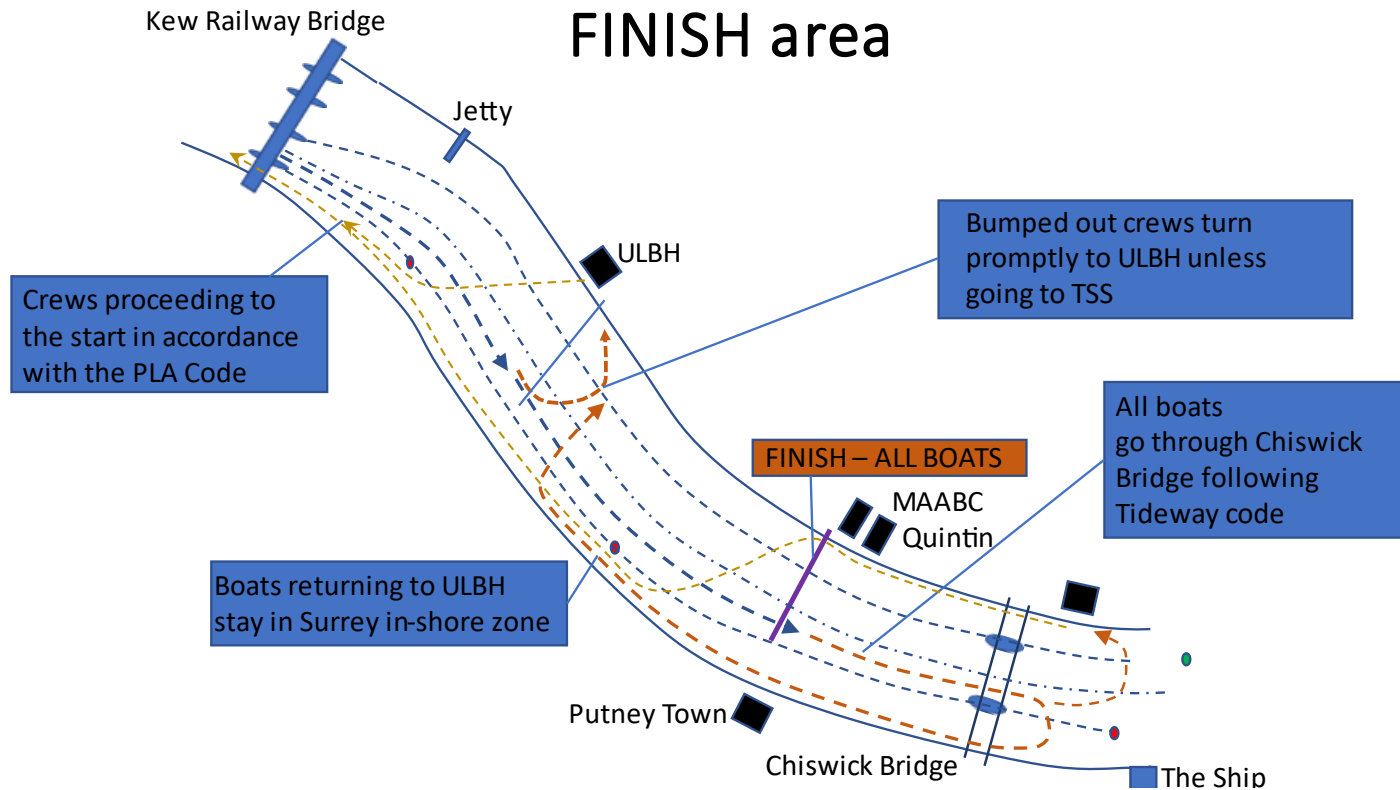 FINISH area
Kew Railway Bridge
Jetty
ULBH
Bumped out crews turn
promptly to ULBH unless
going to TSS
Crews proceeding to
the start in accordance
with the PLA Code
All boats
go through Chiswick
Bridge following
Tideway code
FINISH – ALL BOATS
MAABC
Quintin
Boats returning to ULBH
stay in Surrey in-shore zone
Putney Town
Chiswick Bridge
The Ship